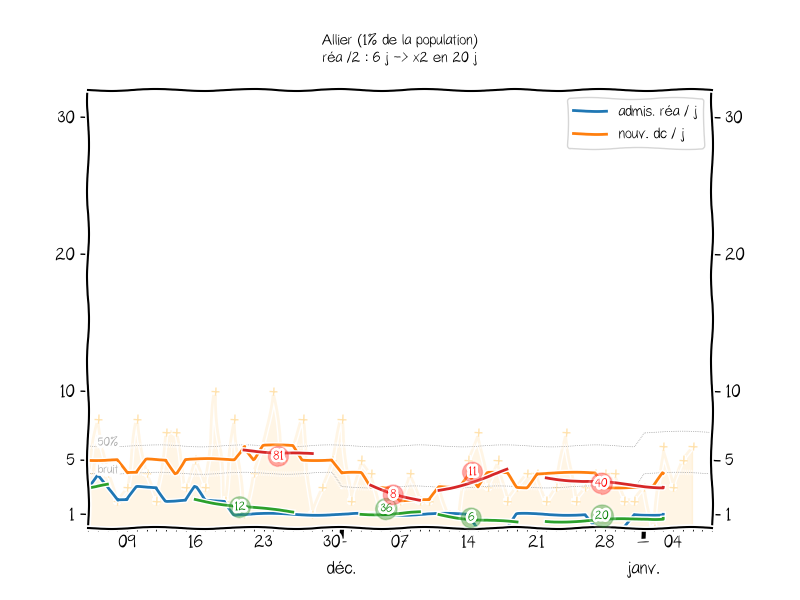 Allier (1% de la population)
réa /2 : 6 j -> x2 en 20 j
admis. réa / j
nouv. dc / j
30 30
20 20
10 10
50%
81
5 5
bruit
11
40
8
12
36
6
20
1 1
09 16 23 30 07 14 21 28 04
déc. janv.